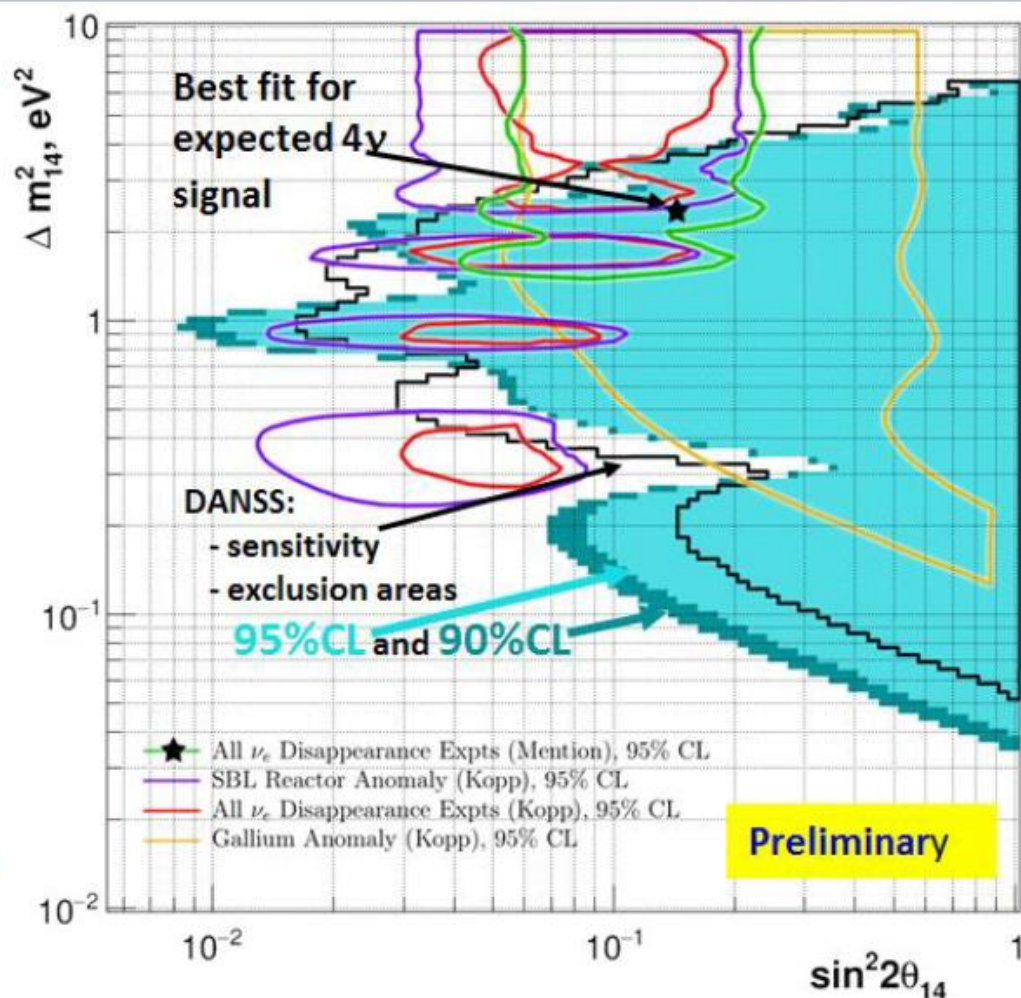 10
Δ m²₁₄, eV²
Best fit for
expected 4ν
signal
1
DANSS:
- sensitivity
- exclusion areas
10⁻¹
95%CL and 90%CL
All νₑ Disappearance Expts (Mention), 95% CL
SBL Reactor Anomaly (Kopp), 95% CL
All νₑ Disappearance Expts (Kopp), 95% CL
Gallium Anomaly (Kopp), 95% CL
Preliminary
10⁻²
10⁻² 10⁻¹ 1
sin²2θ₁₄